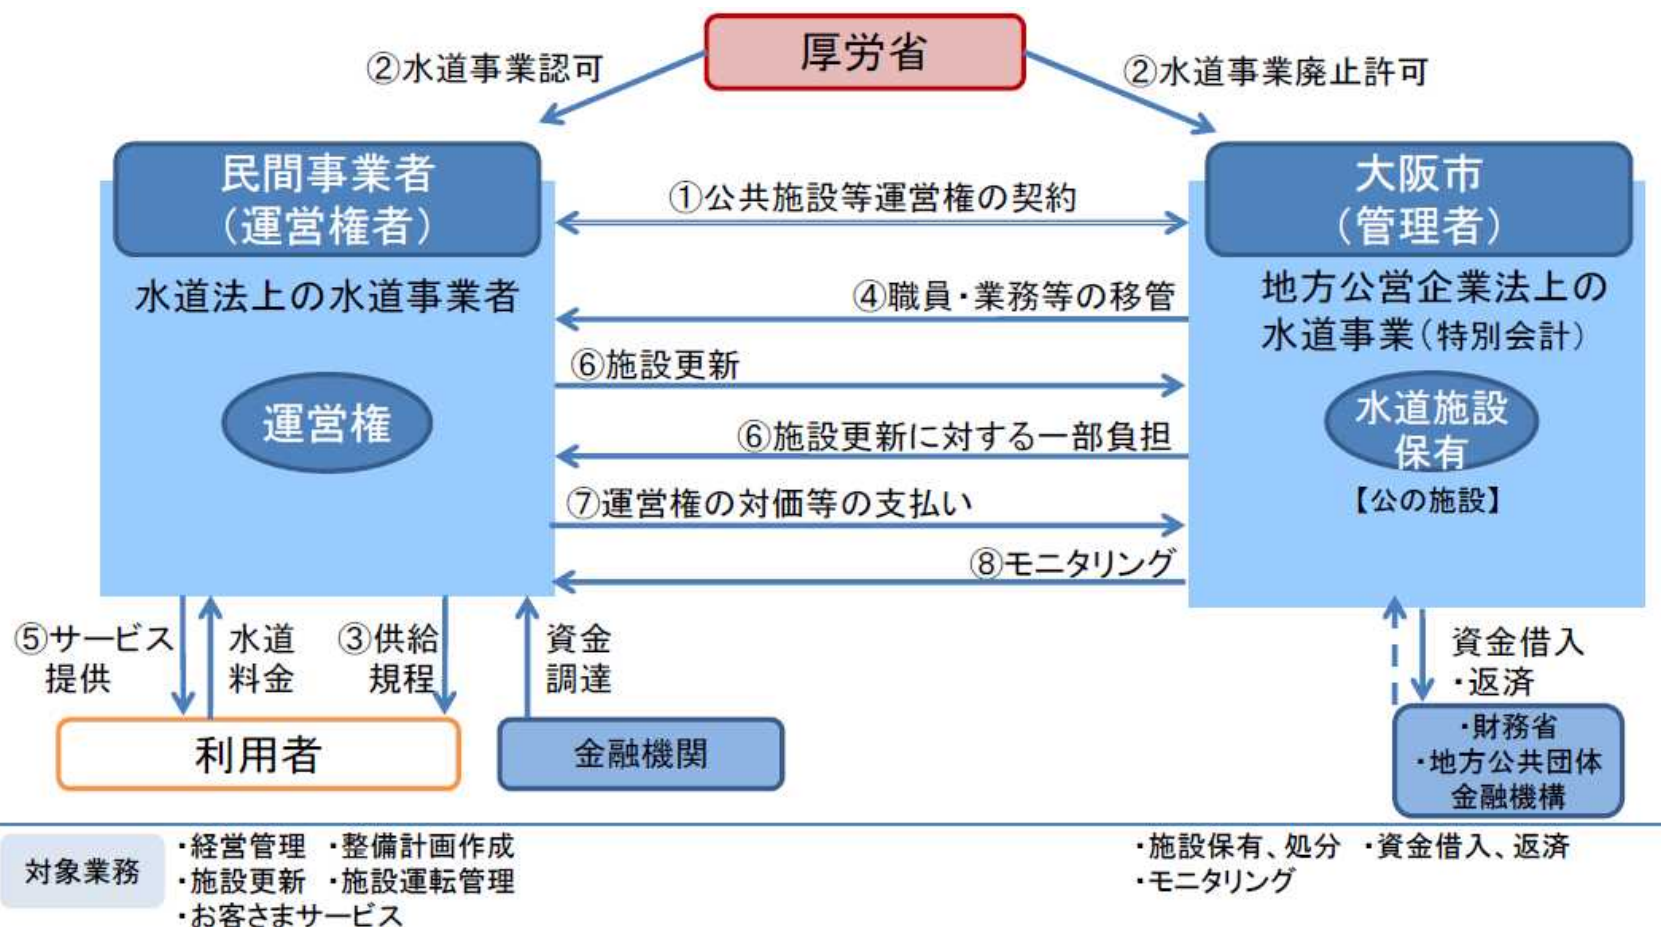 厚労省
②水道事業認可
②水道事業廃止許可
民間事業者
（運営権者）
大阪市
（管理者）
①公共施設等運営権の契約
水道法上の水道事業者
地方公営企業法上の
水道事業（特別会計）
④職員・業務等の移管
⑥施設更新
運営権
水道施設
保有
⑥施設更新に対する一部負担
【公の施設】
⑦運営権の対価等の支払い
⑧モニタリング
⑤サービス
提供
水道
料金
③供給
規程
資金
調達
資金借入
・返済
利用者
金融機関
・財務省
・地方公共団体
金融機構
対象業務
・経営管理 ・整備計画作成
・施設更新 ・施設運転管理
・お客さまサービス
・施設保有、処分 ・資金借入、返済
・モニタリング